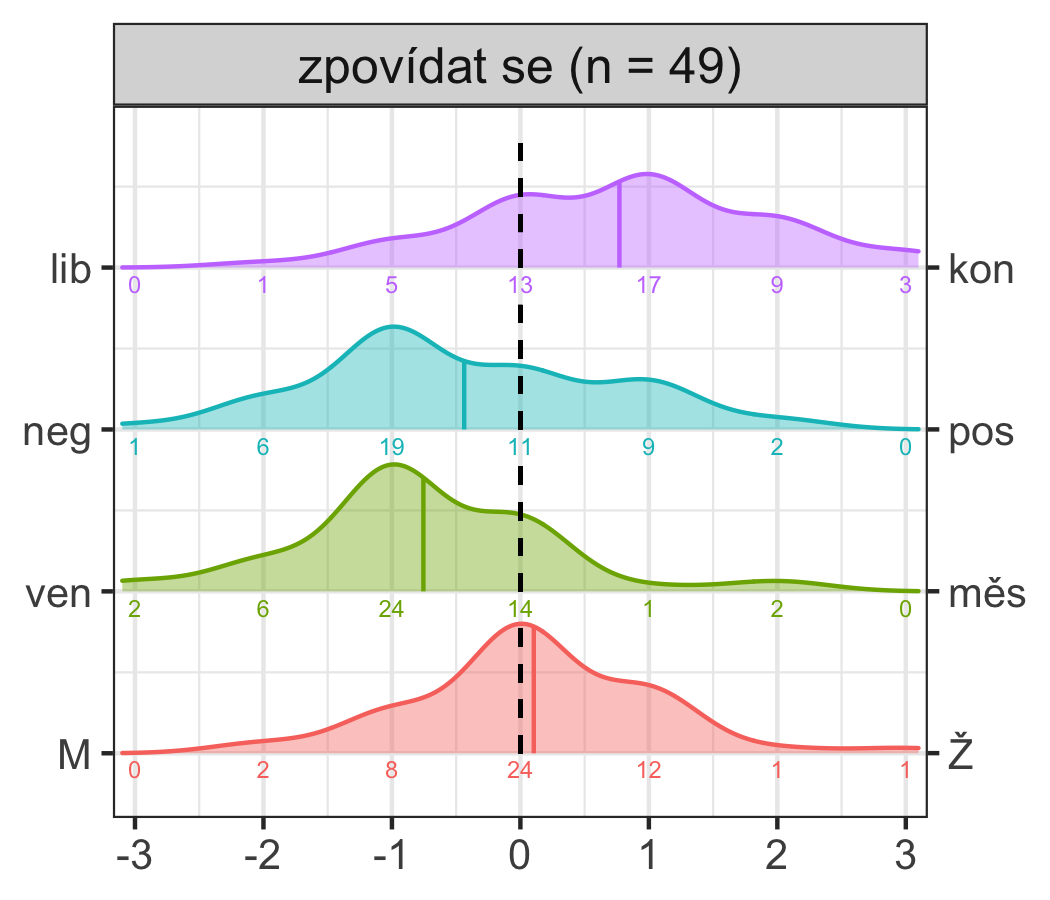 zpovídat se (n = 49)
lib kon
0 1 5 13 17 9 3
neg pos
1 6 19 11 9 2 0
ven měs
2 6 24 14 1 2 0
M Ž
0 2 8 24 12 1 1
-3 -2 -1 0 1 2 3